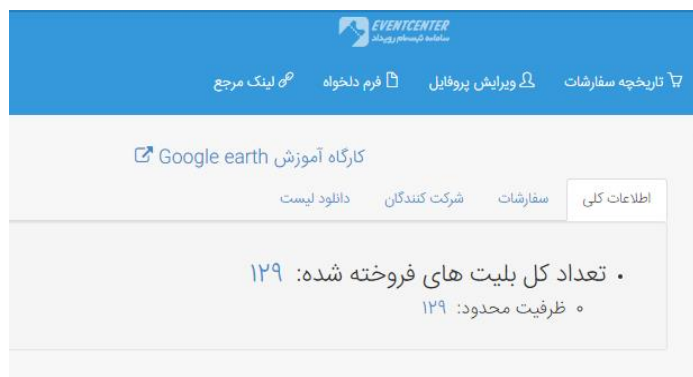 EVENTCENTER
سامانه ثبت‌نام رویداد
تاریخچه سفارشات ویرایش پروفایل فرم دلخواه لینک مرجع
کارگاه آموزش Google earth
اطلاعات کلی سفارشات شرکت کنندگان دانلود لیست
تعداد کل بلیت های فروخته شده: ۱۲۹
ظرفیت محدود: ۱۲۹